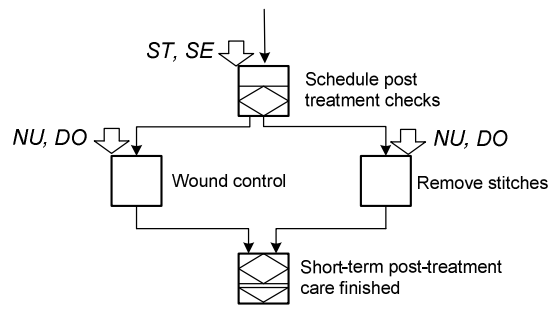 ST, SE
Schedule post
treatment checks
NU, DO
NU, DO
Wound control
Remove stitches
Short-term post-treatment
care finished